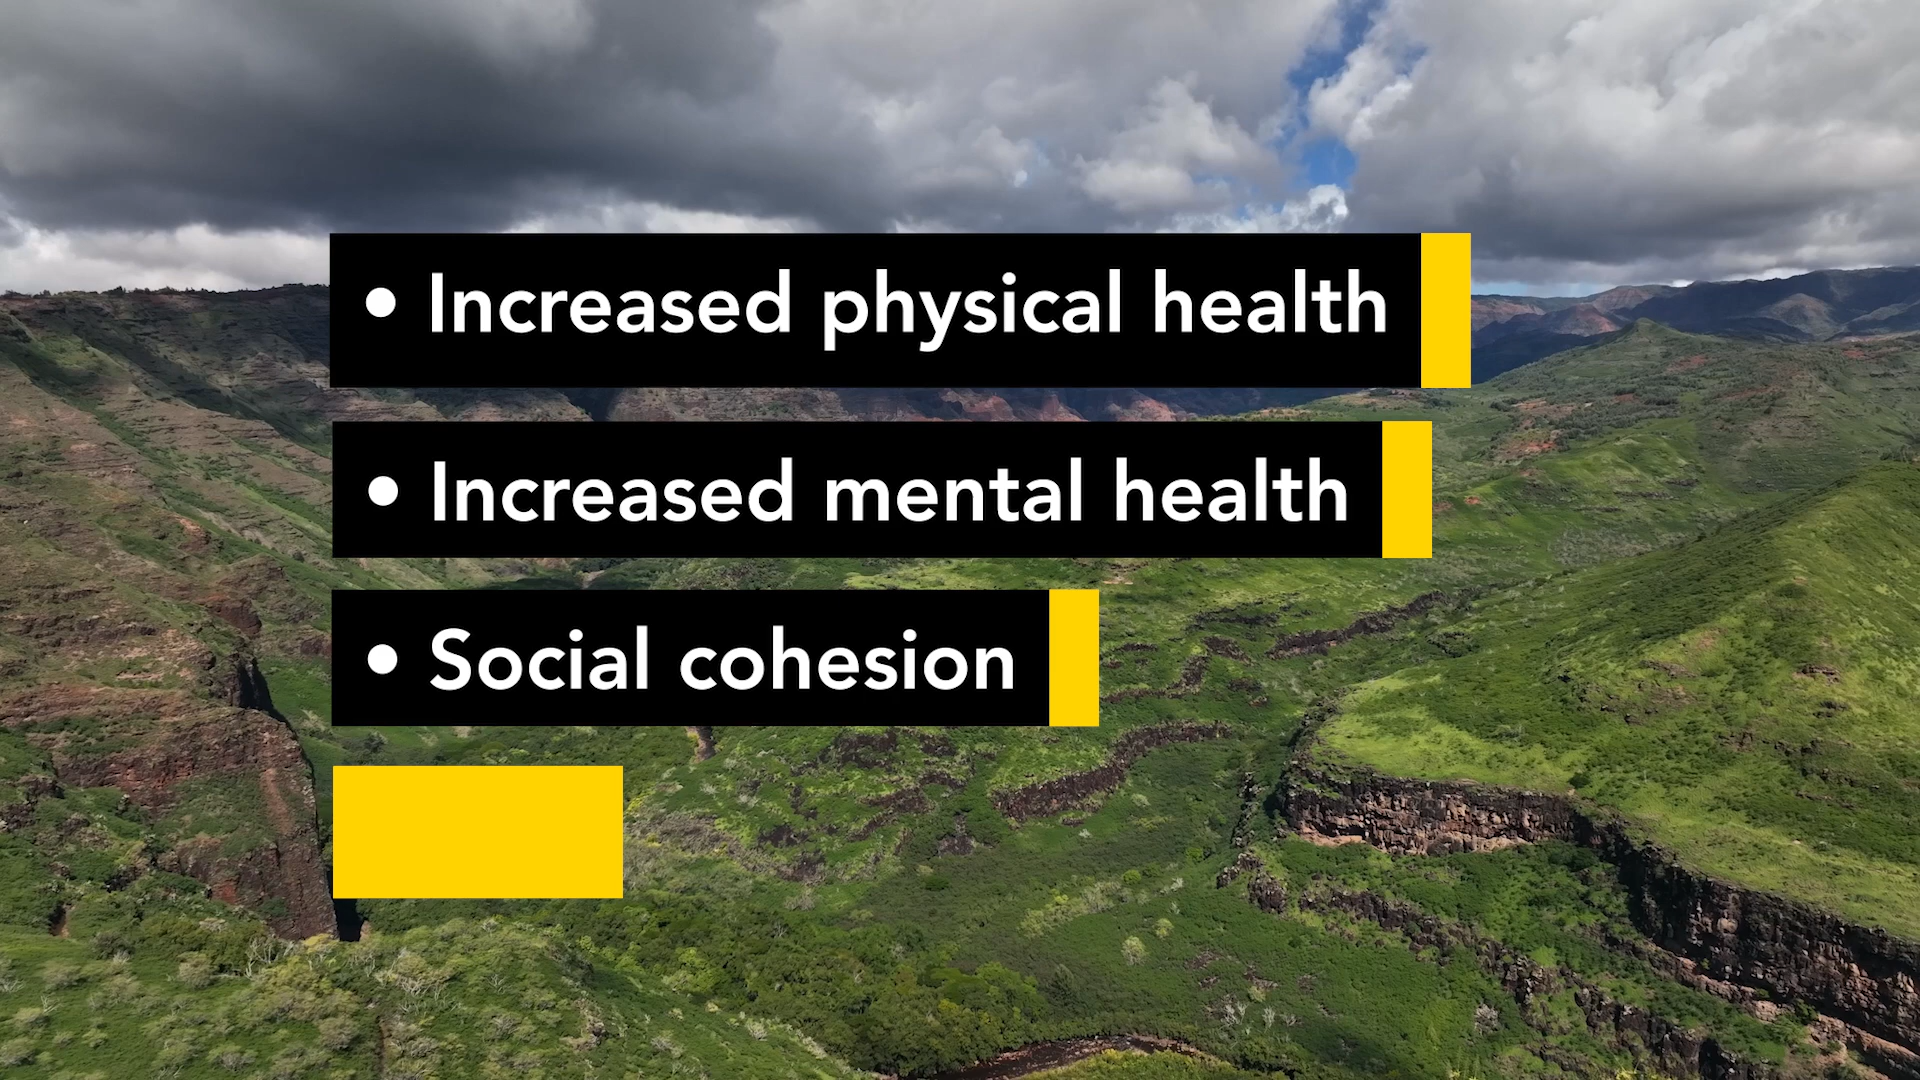 • Increased physical health
• Increased mental health
• Social cohesion